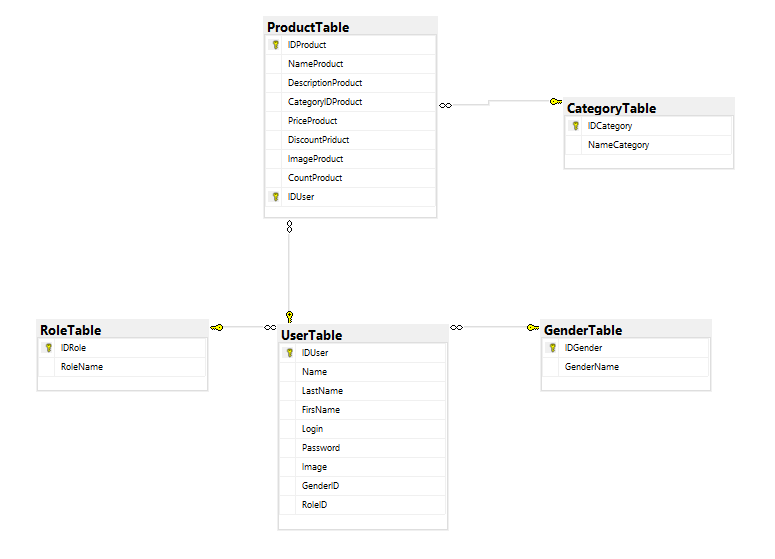 ProductTable
IDProduct
NameProduct
DescriptionProduct
CategoryIDProduct
PriceProduct
DiscountPriduct
ImageProduct
CountProduct
IDUser
CategoryTable
IDCategory
NameCategory
RoleTable
IDRole
RoleName
UserTable
IDUser
Name
LastName
FirsName
Login
Password
Image
GenderID
RoleID
GenderTable
IDGender
GenderName